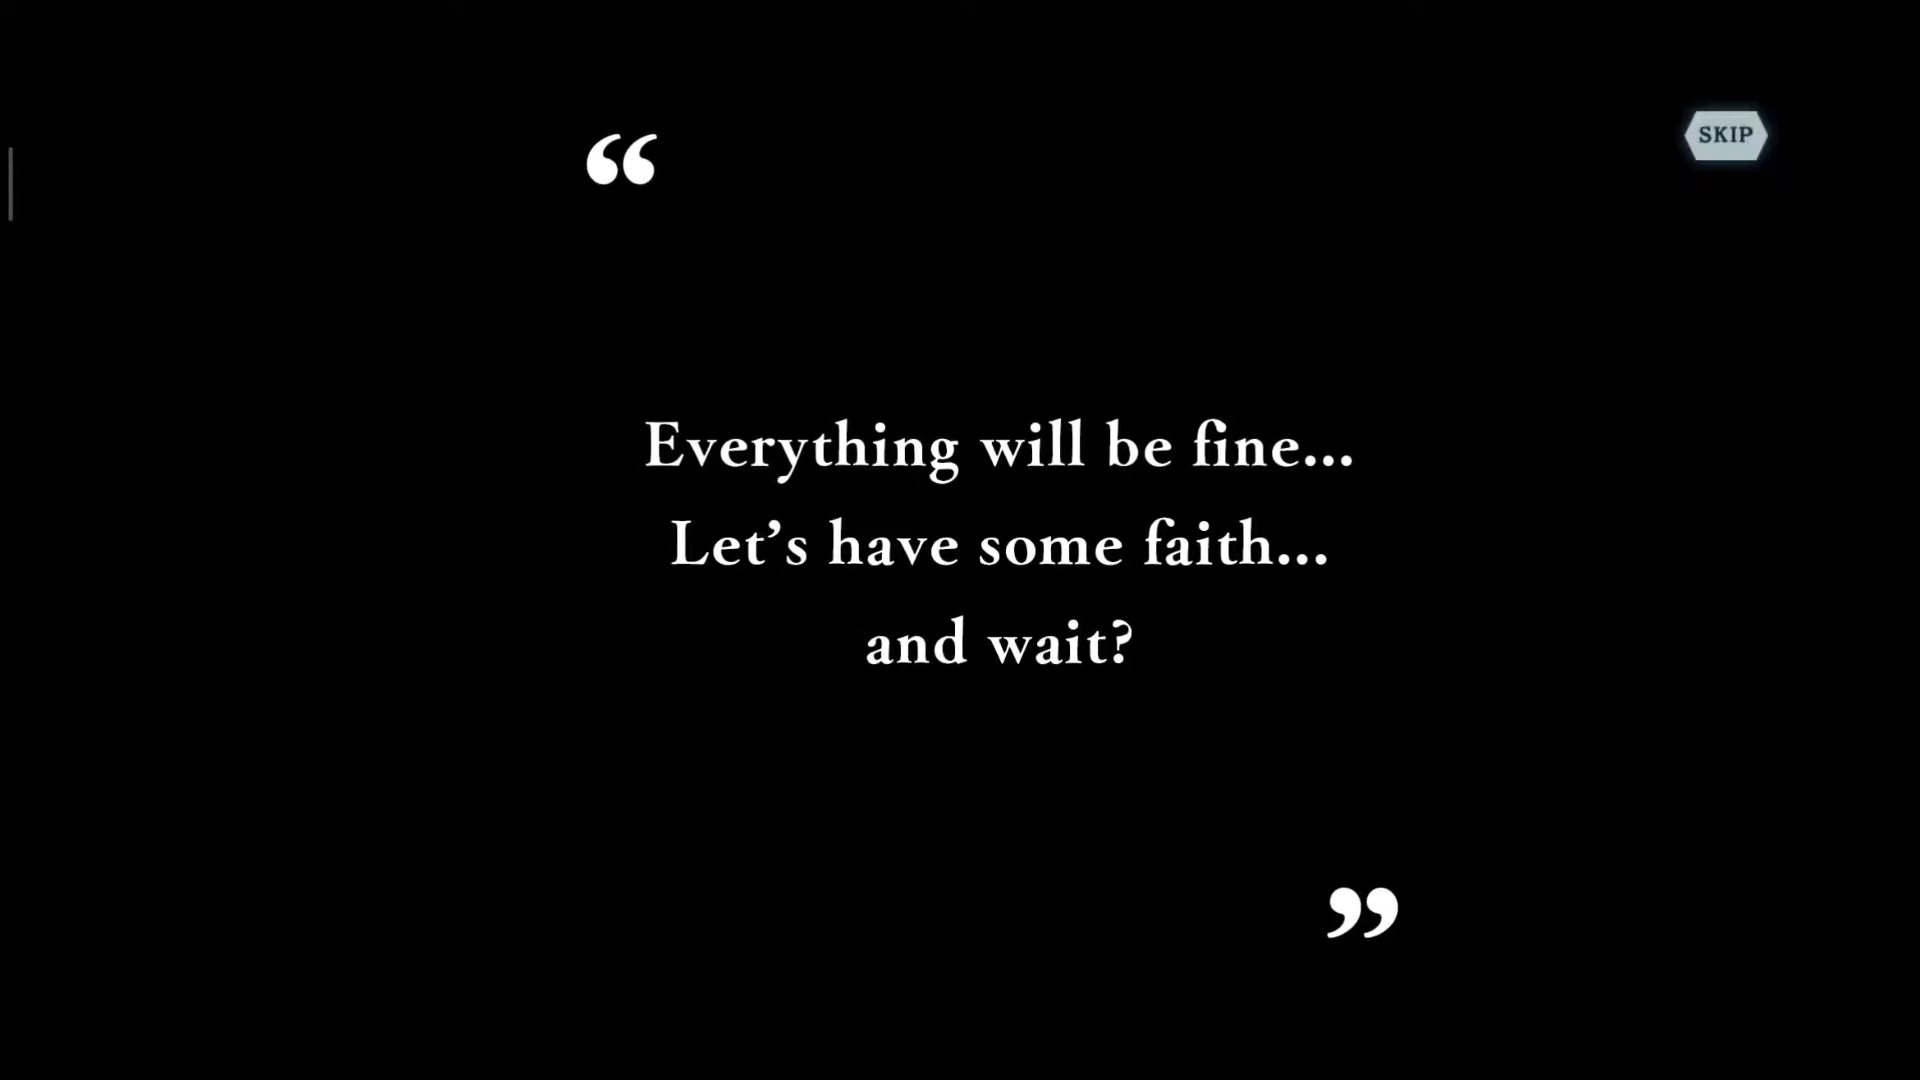 SKIP
“
Everything will be fine...
Let’s have some faith...
and wait?
”